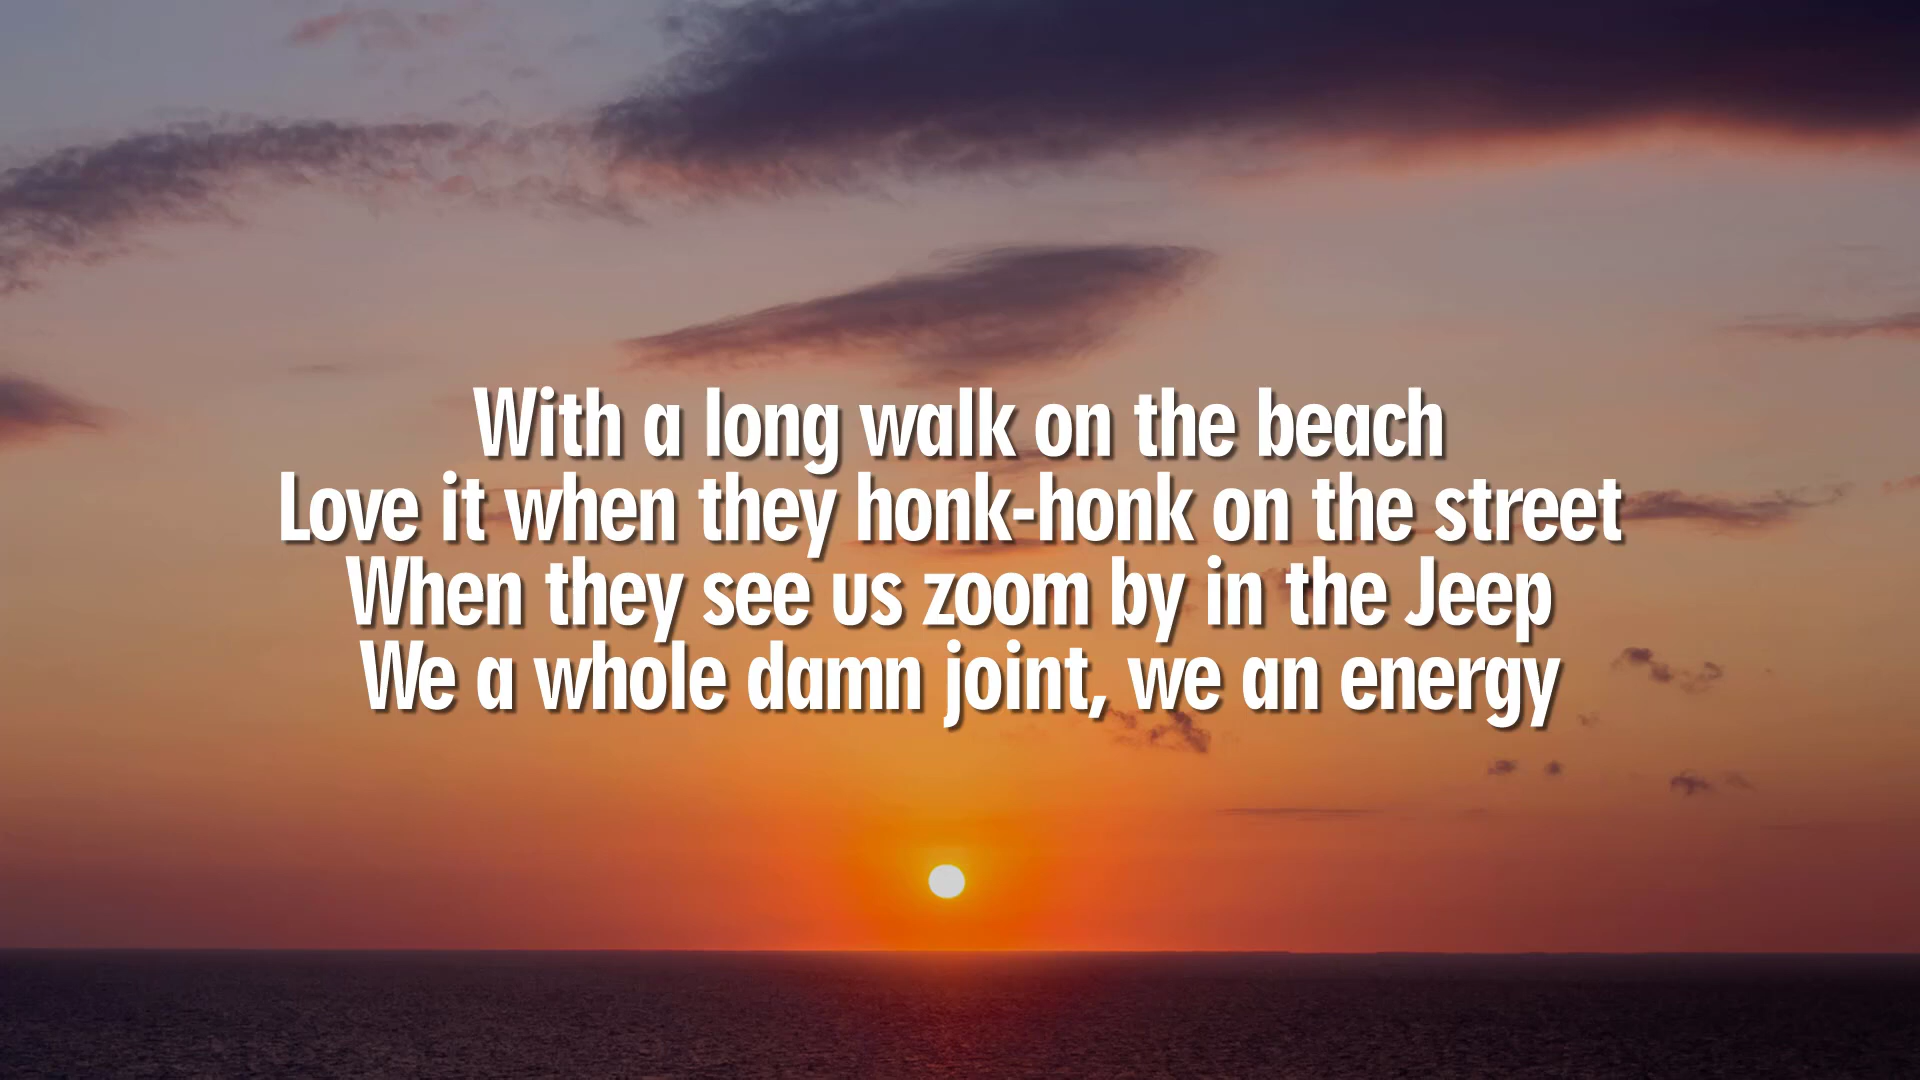 With a long walk on the beach
Love it when they honk-honk on the street
When they see us zoom by in the Jeep
We a whole damn joint, we an energy